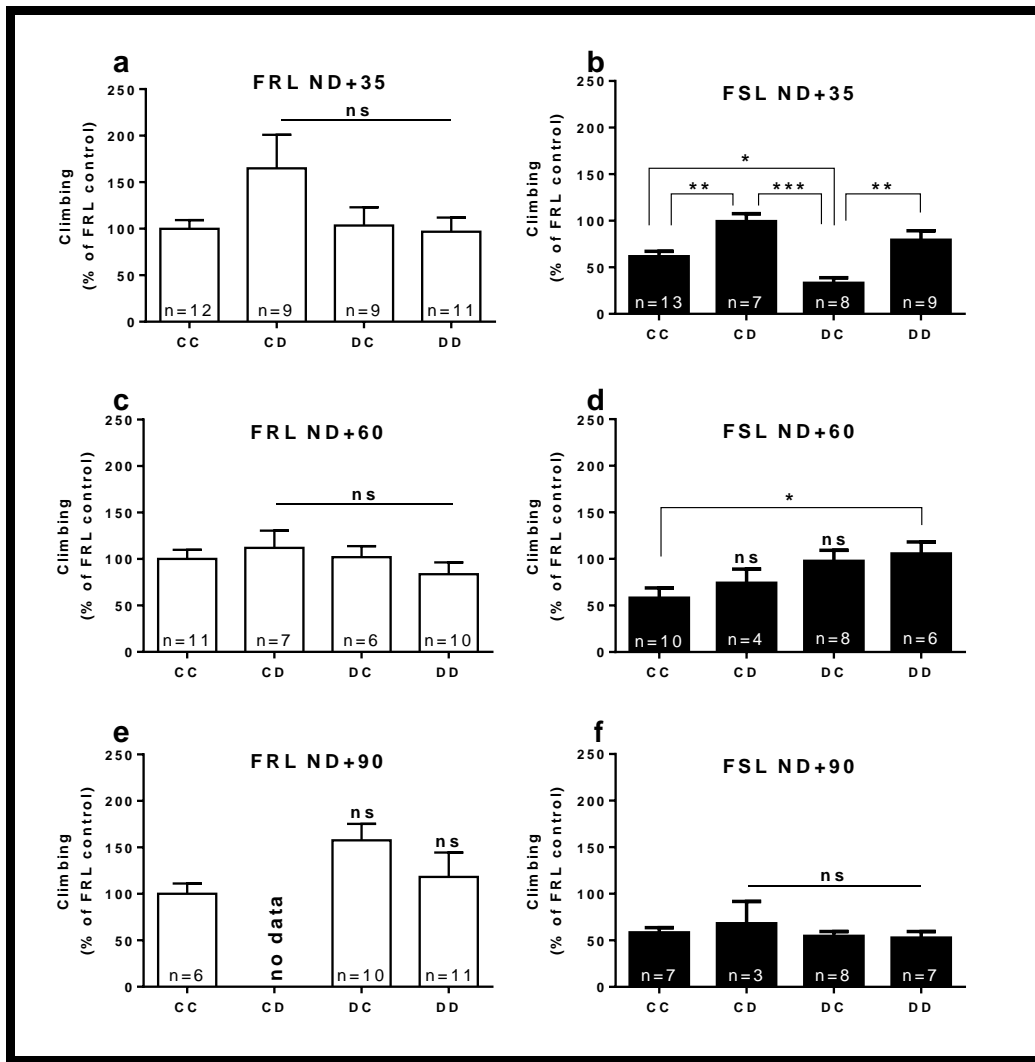 a
FRL ND+35
ns
Climbing
(% of FRL control)
250
200
150
100
50
0
n=12 n=9 n=9 n=11
CC CD DC DD
b
FSL ND+35
*
** *** **
Climbing
(% of FRL control)
250
200
150
100
50
0
n=13 n=7 n=8 n=9
CC CD DC DD
c
FRL ND+60
ns
Climbing
(% of FRL control)
250
200
150
100
50
0
n=11 n=7 n=6 n=10
CC CD DC DD
d
FSL ND+60
*
ns ns
Climbing
(% of FRL control)
250
200
150
100
50
0
n=10 n=4 n=8 n=6
CC CD DC DD
e
FRL ND+90
ns ns
Climbing
(% of FRL control)
250
200
150
100
50
0
n=6 no data n=10 n=11
CC CD DC DD
f
FSL ND+90
ns
Climbing
(% of FRL control)
250
200
150
100
50
0
n=7 n=3 n=8 n=7
CC CD DC DD